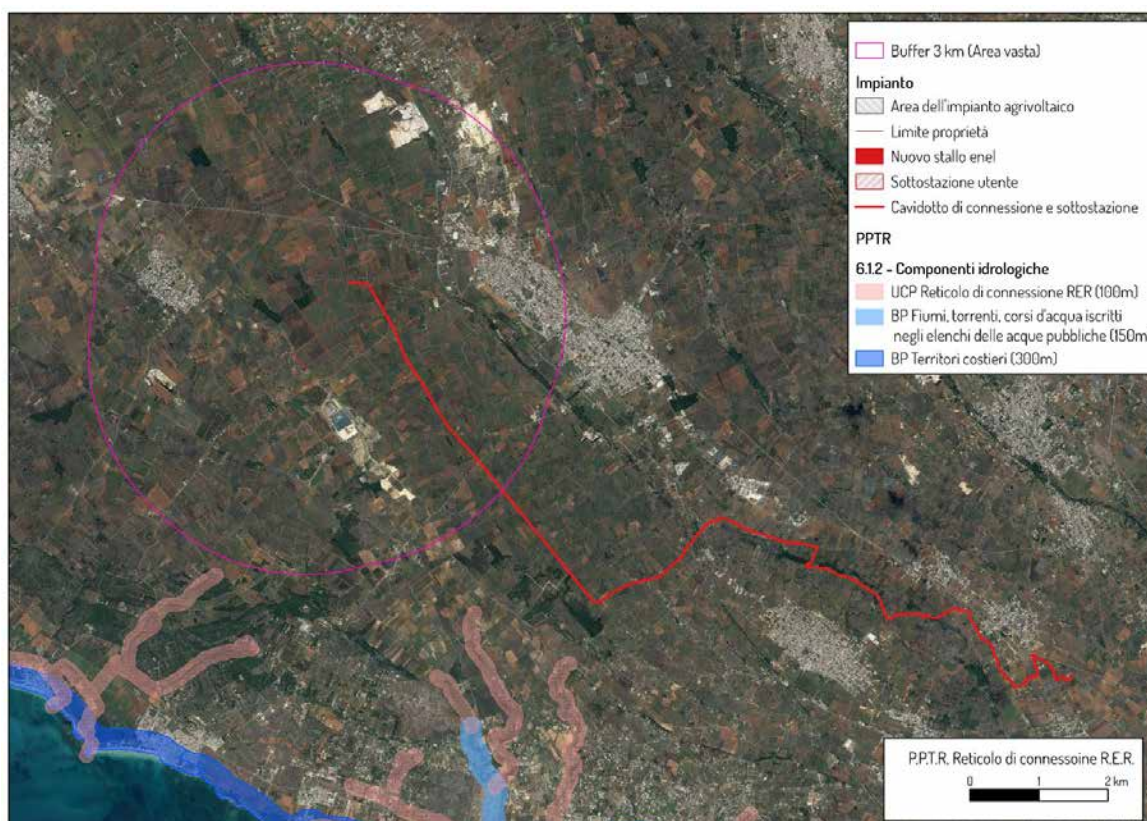 Buffer 3 km (Area vasta)
Impianto
Area dell'impianto agrivoltaico
Limite proprietà
Nuovo stallo enel
Sottostazione utente
Cavidotto di connessione e sottostazione
PPTR
6.1.2 - Componenti idrologiche
UCP Reticolo di connessione RER (100m)
BP Fiumi, torrenti, corsi d'acqua iscritti
negli elenchi delle acque pubbliche (150m
BP Territori costieri (300m)
P.P.T.R. Reticolo di connessoine R.E.R.
0 1 2 km